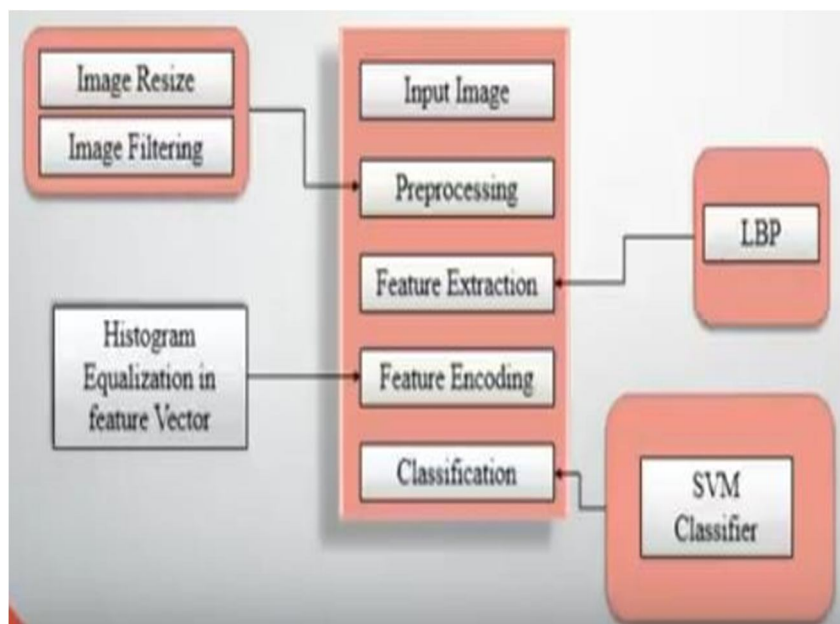 Image Resize
Image Filtering
Input Image
Preprocessing
Feature Extraction
Feature Encoding
Classification
LBP
Histogram
Equalization in
feature Vector
SVM
Classifier